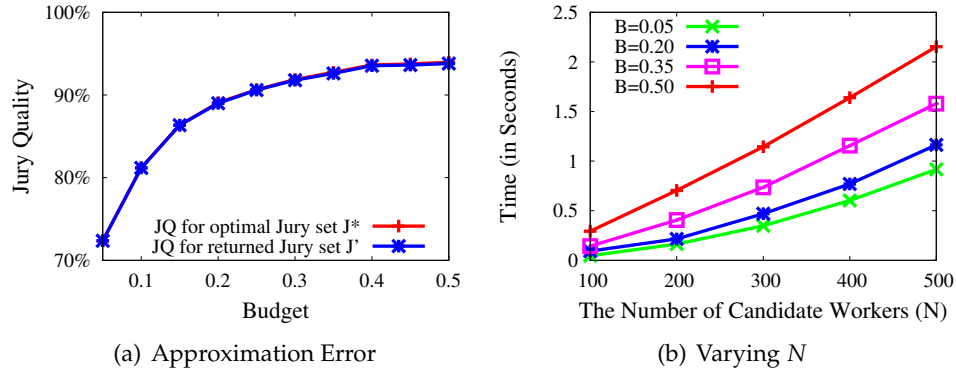 100%
90%
80%
70%
Jury Quality
JQ for optimal Jury set J*
JQ for returned Jury set J'
0.1 0.2 0.3 0.4 0.5
Budget
(a) Approximation Error
2.5
2
1.5
1
0.5
0
Time (in Seconds)
B=0.05
B=0.20
B=0.35
B=0.50
100 200 300 400 500
The Number of Candidate Workers (N)
(b) Varying N